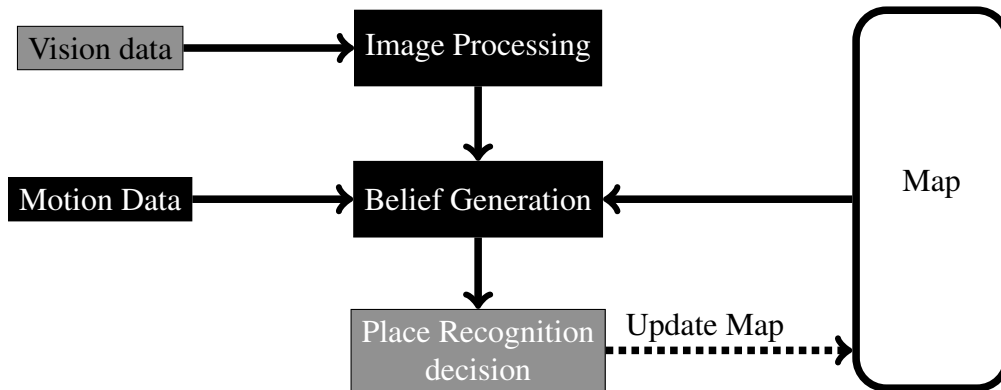 Vision data
Image Processing
Motion Data
Belief Generation
Map
Place Recognition
decision
Update Map